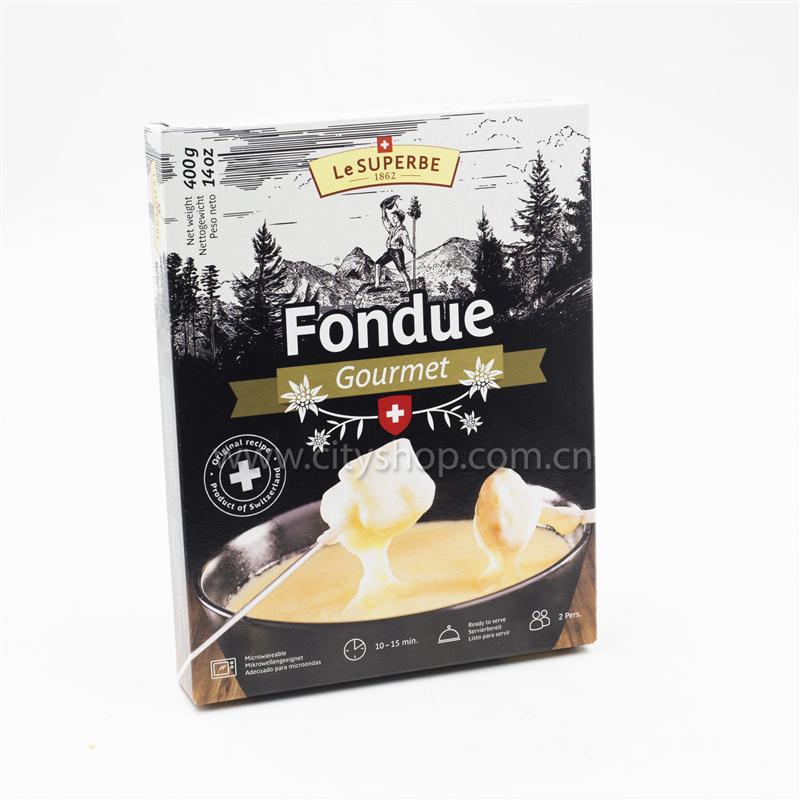 Le SUPERBE
1862
Net weight 400g
Nettogewicht 14oz
Peso neto
Fondue
Gourmet
Original recipe
Product of Switzerland
www.cityshop.com.cn
Microwaveable
Mikrowellengeeignet
Adecuado para microondas
10–15 min.
Ready to serve
Servierbereit
Listo para servir
2 Pers.